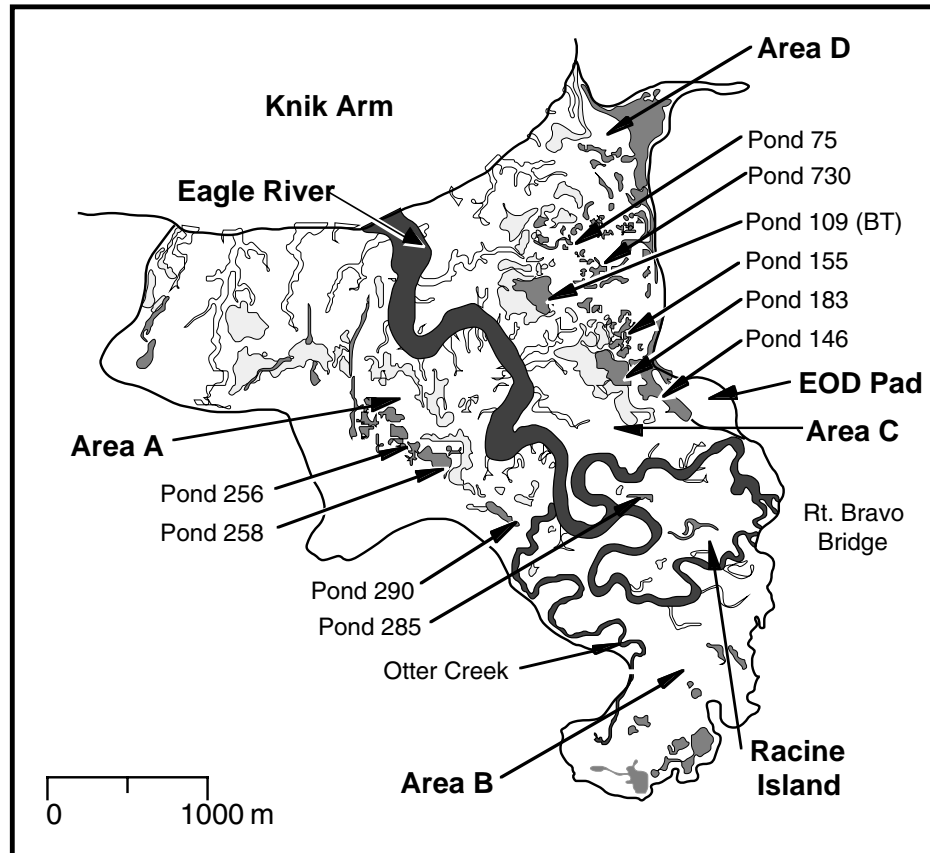 Area D
Knik Arm
Pond 75
Pond 730
Eagle River
Pond 109 (BT)
Pond 155
Pond 183
Pond 146
EOD Pad
Area A
Area C
Pond 256
Rt. Bravo
Bridge
Pond 258
Pond 290
Pond 285
Otter Creek
Area B
Racine
Island
0
1000 m